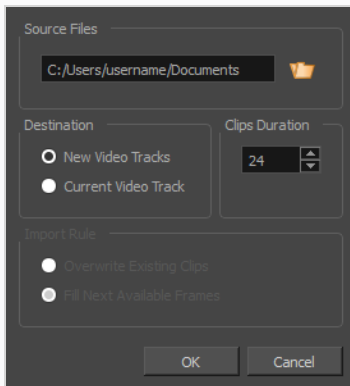 Source Files
C:/Users/username/Documents
Destination
New Video Tracks
Current Video Track
Clips Duration
24
Import Rule
Overwrite Existing Clips
Fill Next Available Frames
OK
Cancel